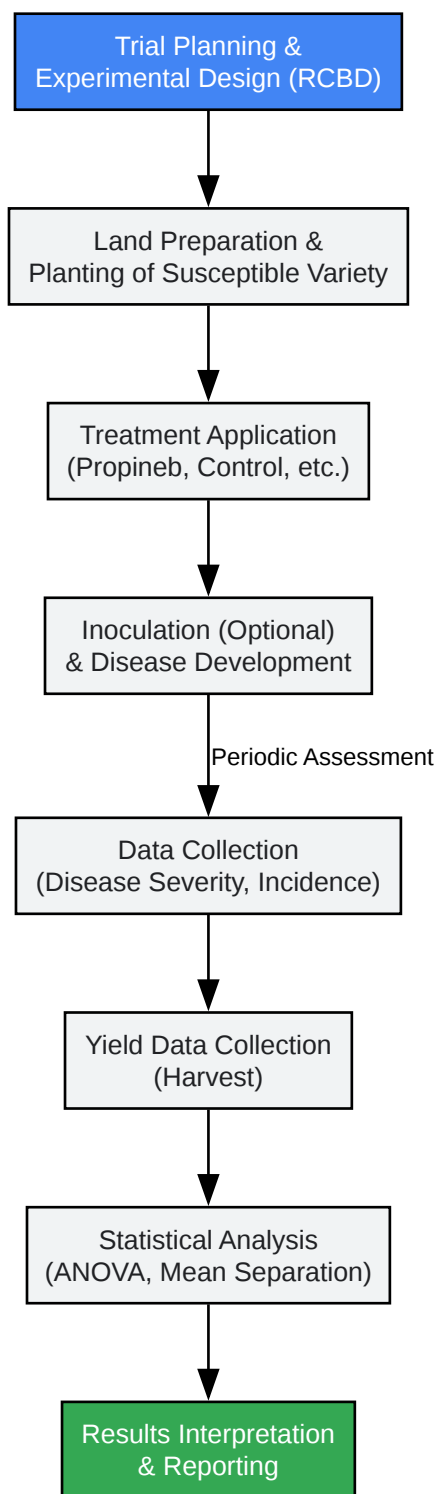 Trial Planning &
Experimental Design (RCBD)
Land Preparation &
Planting of Susceptible Variety
Treatment Application
(Propineb, Control, etc.)
Inoculation (Optional)
& Disease Development
Periodic Assessment
Data Collection
(Disease Severity, Incidence)
Yield Data Collection
(Harvest)
Statistical Analysis
(ANOVA, Mean Separation)
Results Interpretation
& Reporting